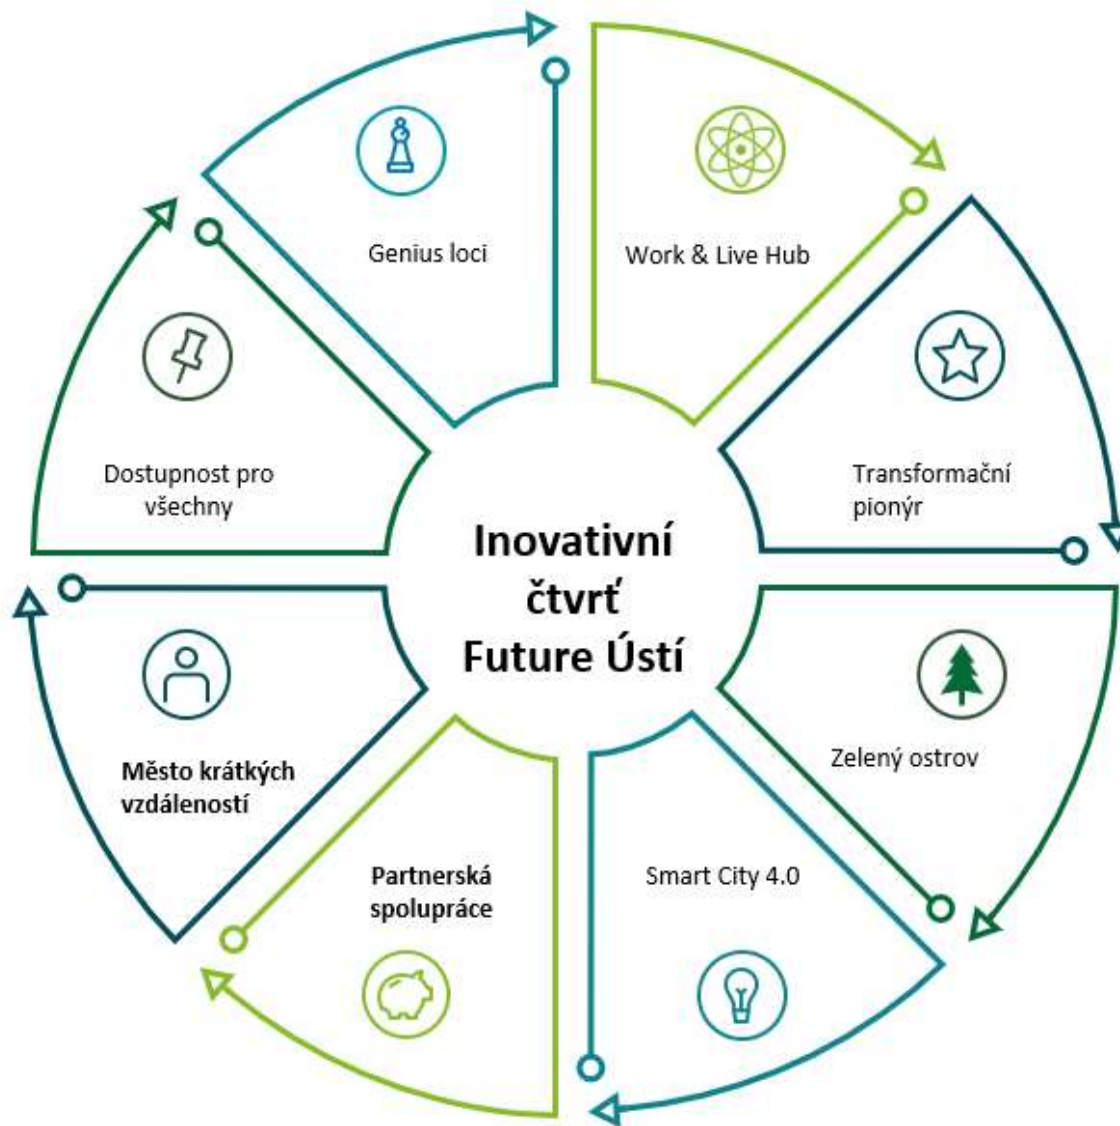 Genius loci
Work & Live Hub
Dostupnost pro
všechny
Transformační
pionýr
Inovativní
čtvrť
Future Ústí
Město krátkých
vzdáleností
Zelený ostrov
Partnerská
spolupráce
Smart City 4.0